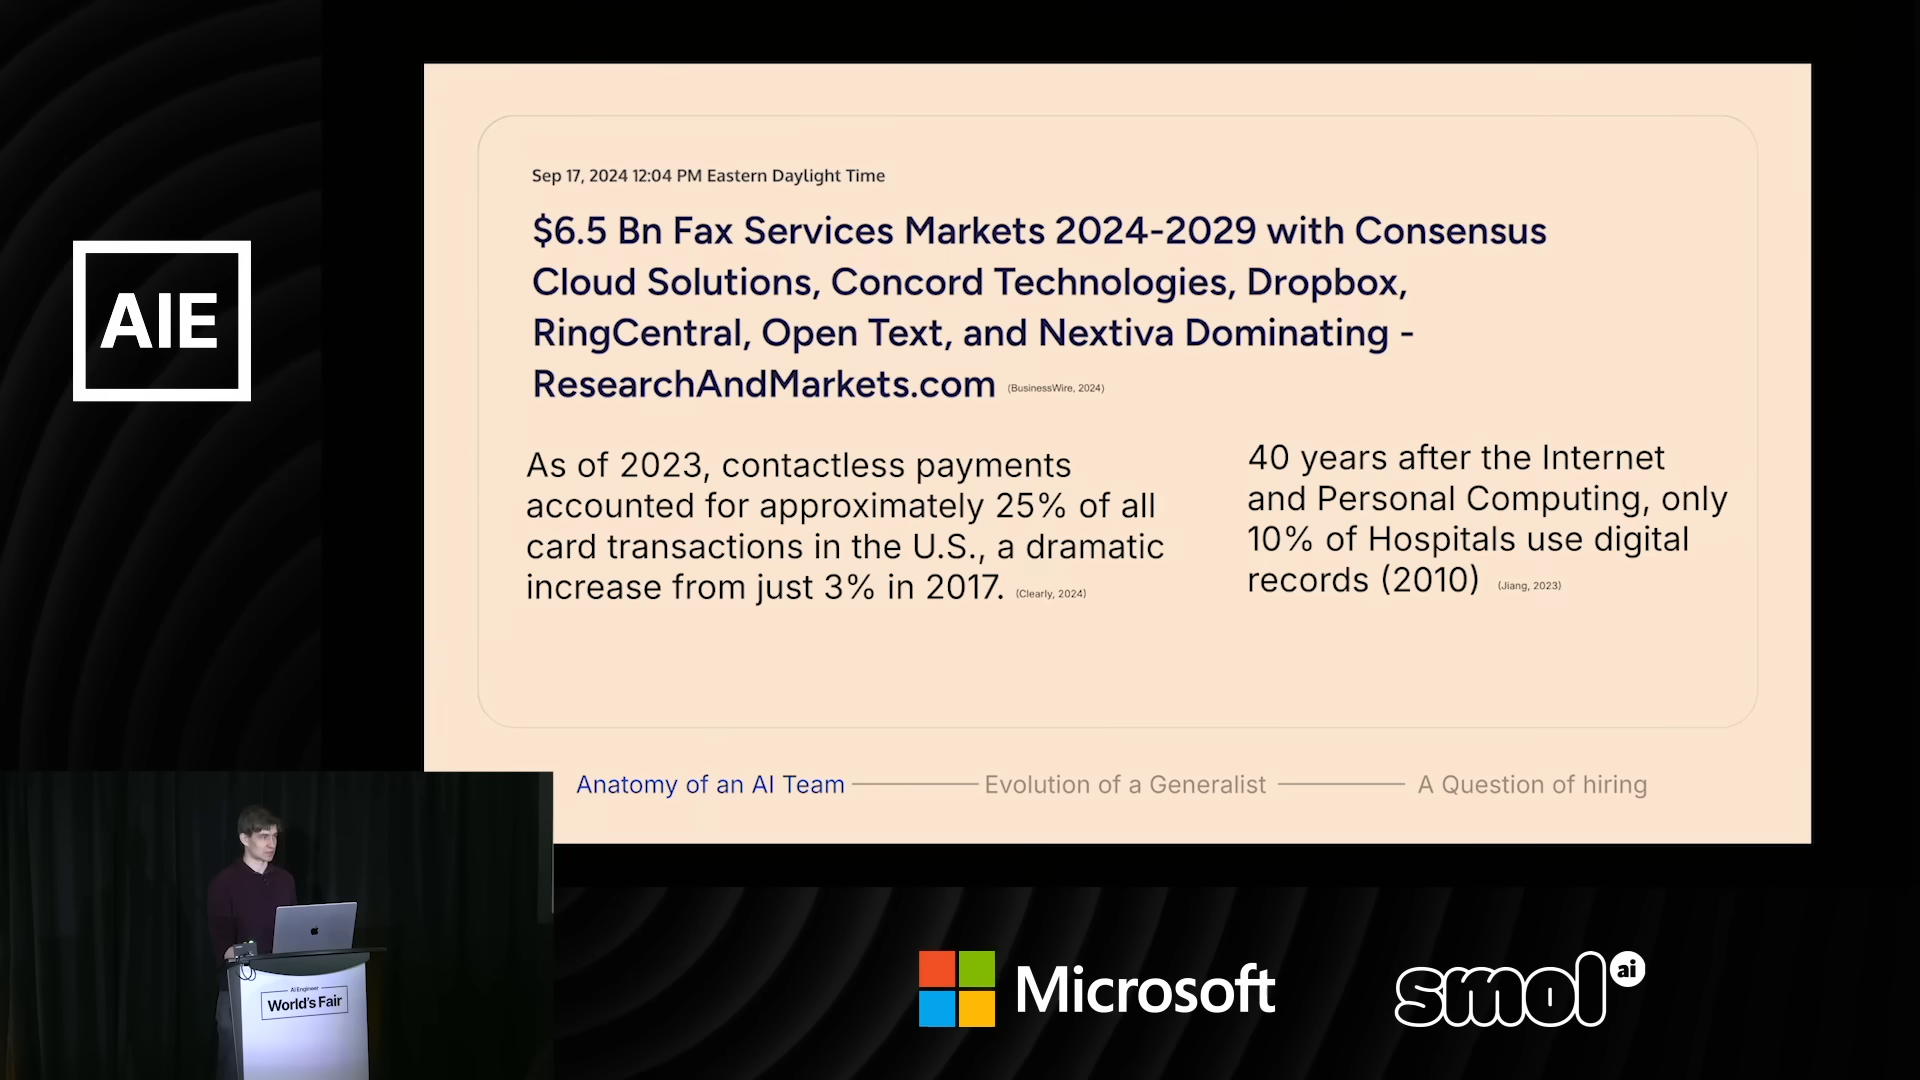 AIE
Sep 17, 2024 12:04 PM Eastern Daylight Time
$6.5 Bn Fax Services Markets 2024-2029 with Consensus
Cloud Solutions, Concord Technologies, Dropbox,
RingCentral, Open Text, and Nextiva Dominating -
ResearchAndMarkets.com (BusinessWire, 2024)
As of 2023, contactless payments
accounted for approximately 25% of all
card transactions in the U.S., a dramatic
increase from just 3% in 2017. (Clearly, 2024)
40 years after the Internet
and Personal Computing, only
10% of Hospitals use digital
records (2010) (Jiang, 2023)
Anatomy of an AI Team
Evolution of a Generalist
A Question of hiring
AI Engineer
World's Fair
Microsoft
smol ai